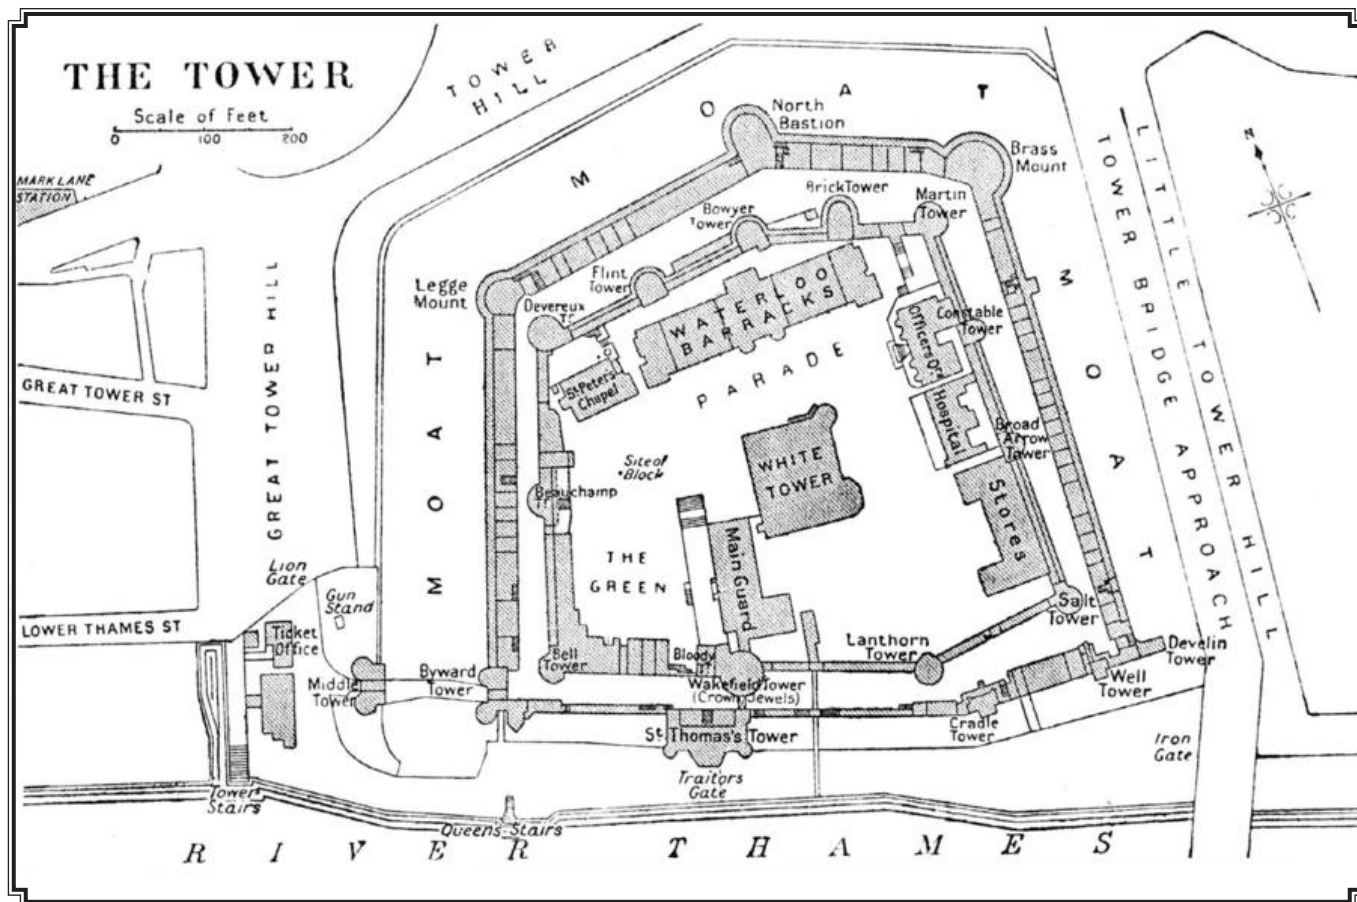 THE TOWER
Scale of Feet
0 100 200
TOWER
HILL
MOAT
North
Bastion
Brass
Mount
N
MARK LANE
STATION
Brick Tower
Martin
Tower
Bowyer
Tower
Legge
Mount
Flint
Tower
Devereux
Tr
WATERLOO
BARRACKS
Officers Qrs
Constable
Tower
MOAT
TOWER BRIDGE APPROACH
LITTLE TOWER HILL
GREAT TOWER ST
GREAT TOWER HILL
MOAT
St Peter's
Chapel
PARADE
Hospital
Broad
Arrow
Tower
Site of
Block
WHITE
TOWER
Beauchamp
Tr
Stores
THE
GREEN
Main Guard
Lion
Gate
Gun
Stand
LOWER THAMES ST
Ticket
Office
Salt
Tower
Lanthorn
Tower
Develin
Tower
Well
Tower
Bell
Tower
Bloody
Tr
Middle
Tower
Byward
Tower
Wakefield Tower
(Crown Jewels)
Cradle
Tower
St Thomas's Tower
Iron
Gate
Traitors
Gate
Tower
Stairs
Queen's Stairs
RIVER THAMES